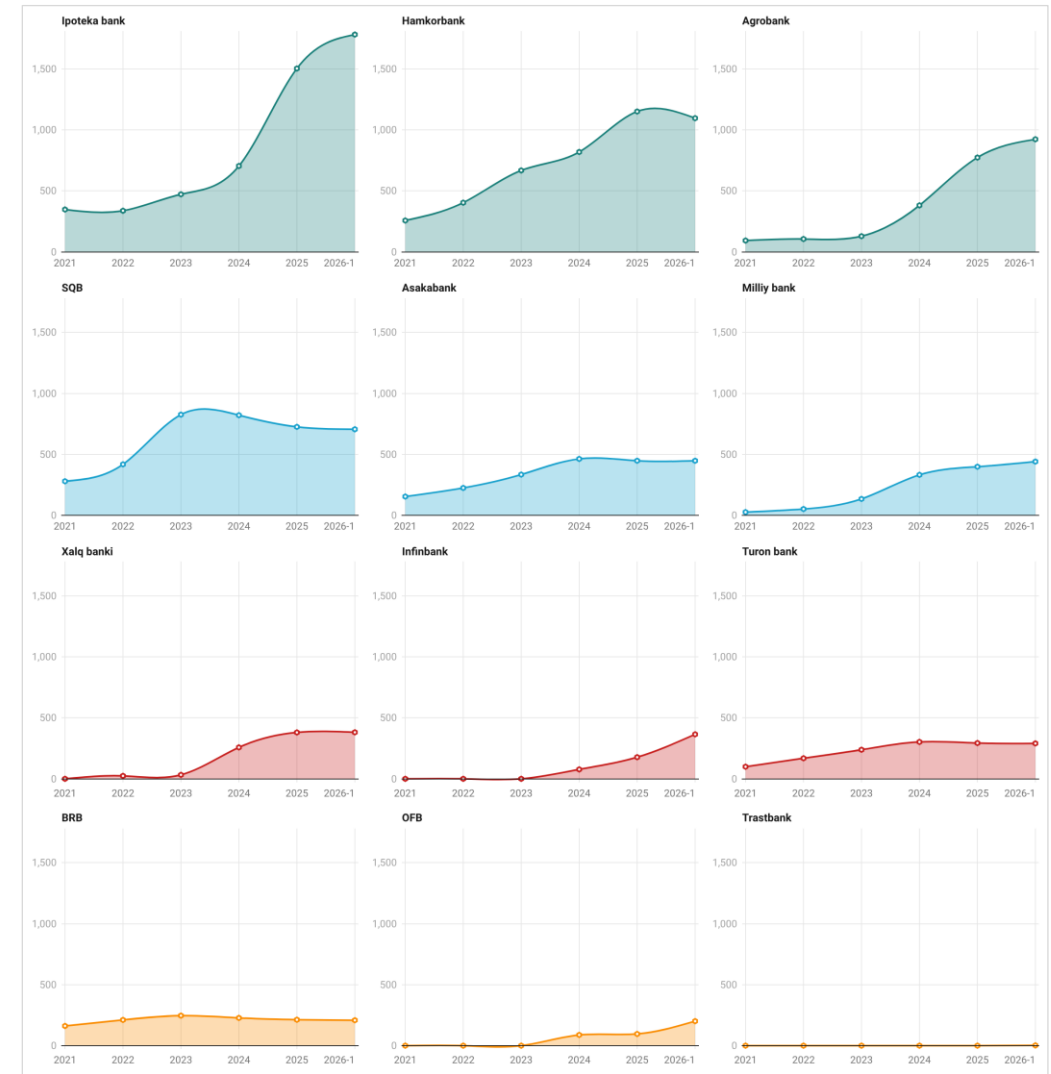 Ipoteka bank Hamkorbank Agrobank
1,500 1,500 1,500
1,000 1,000 1,000
500 500 500
0 0 0
2021 2022 2023 2024 2025 2026-1 2021 2022 2023 2024 2025 2026-1 2021 2022 2023 2024 2025 2026-1
SQB Asakabank Milliy bank
1,500 1,500 1,500
1,000 1,000 1,000
500 500 500
0 0 0
2021 2022 2023 2024 2025 2026-1 2021 2022 2023 2024 2025 2026-1 2021 2022 2023 2024 2025 2026-1
Xalq banki Infinbank Turon bank
1,500 1,500 1,500
1,000 1,000 1,000
500 500 500
0 0 0
2021 2022 2023 2024 2025 2026-1 2021 2022 2023 2024 2025 2026-1 2021 2022 2023 2024 2025 2026-1
BRB OFB Trastbank
1,500 1,500 1,500
1,000 1,000 1,000
500 500 500
0 0 0
2021 2022 2023 2024 2025 2026-1 2021 2022 2023 2024 2025 2026-1 2021 2022 2023 2024 2025 2026-1